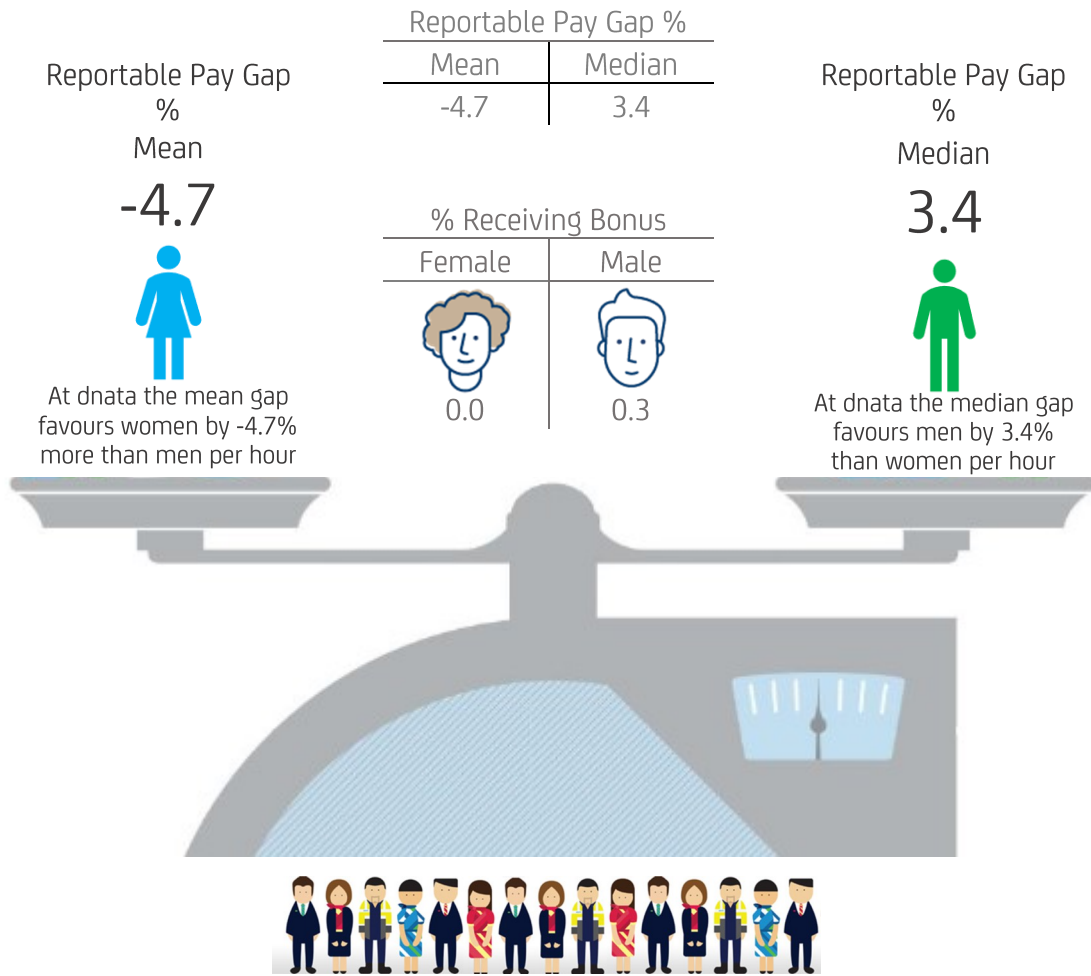 Reportable Pay Gap
%
Mean
-4.7
At dnata the mean gap
favours women by -4.7%
more than men per hour
Reportable Pay Gap %
Mean Median
-4.7 3.4
% Receiving Bonus
Female Male
0.0 0.3
Reportable Pay Gap
%
Median
3.4
At dnata the median gap
favours men by 3.4%
than women per hour